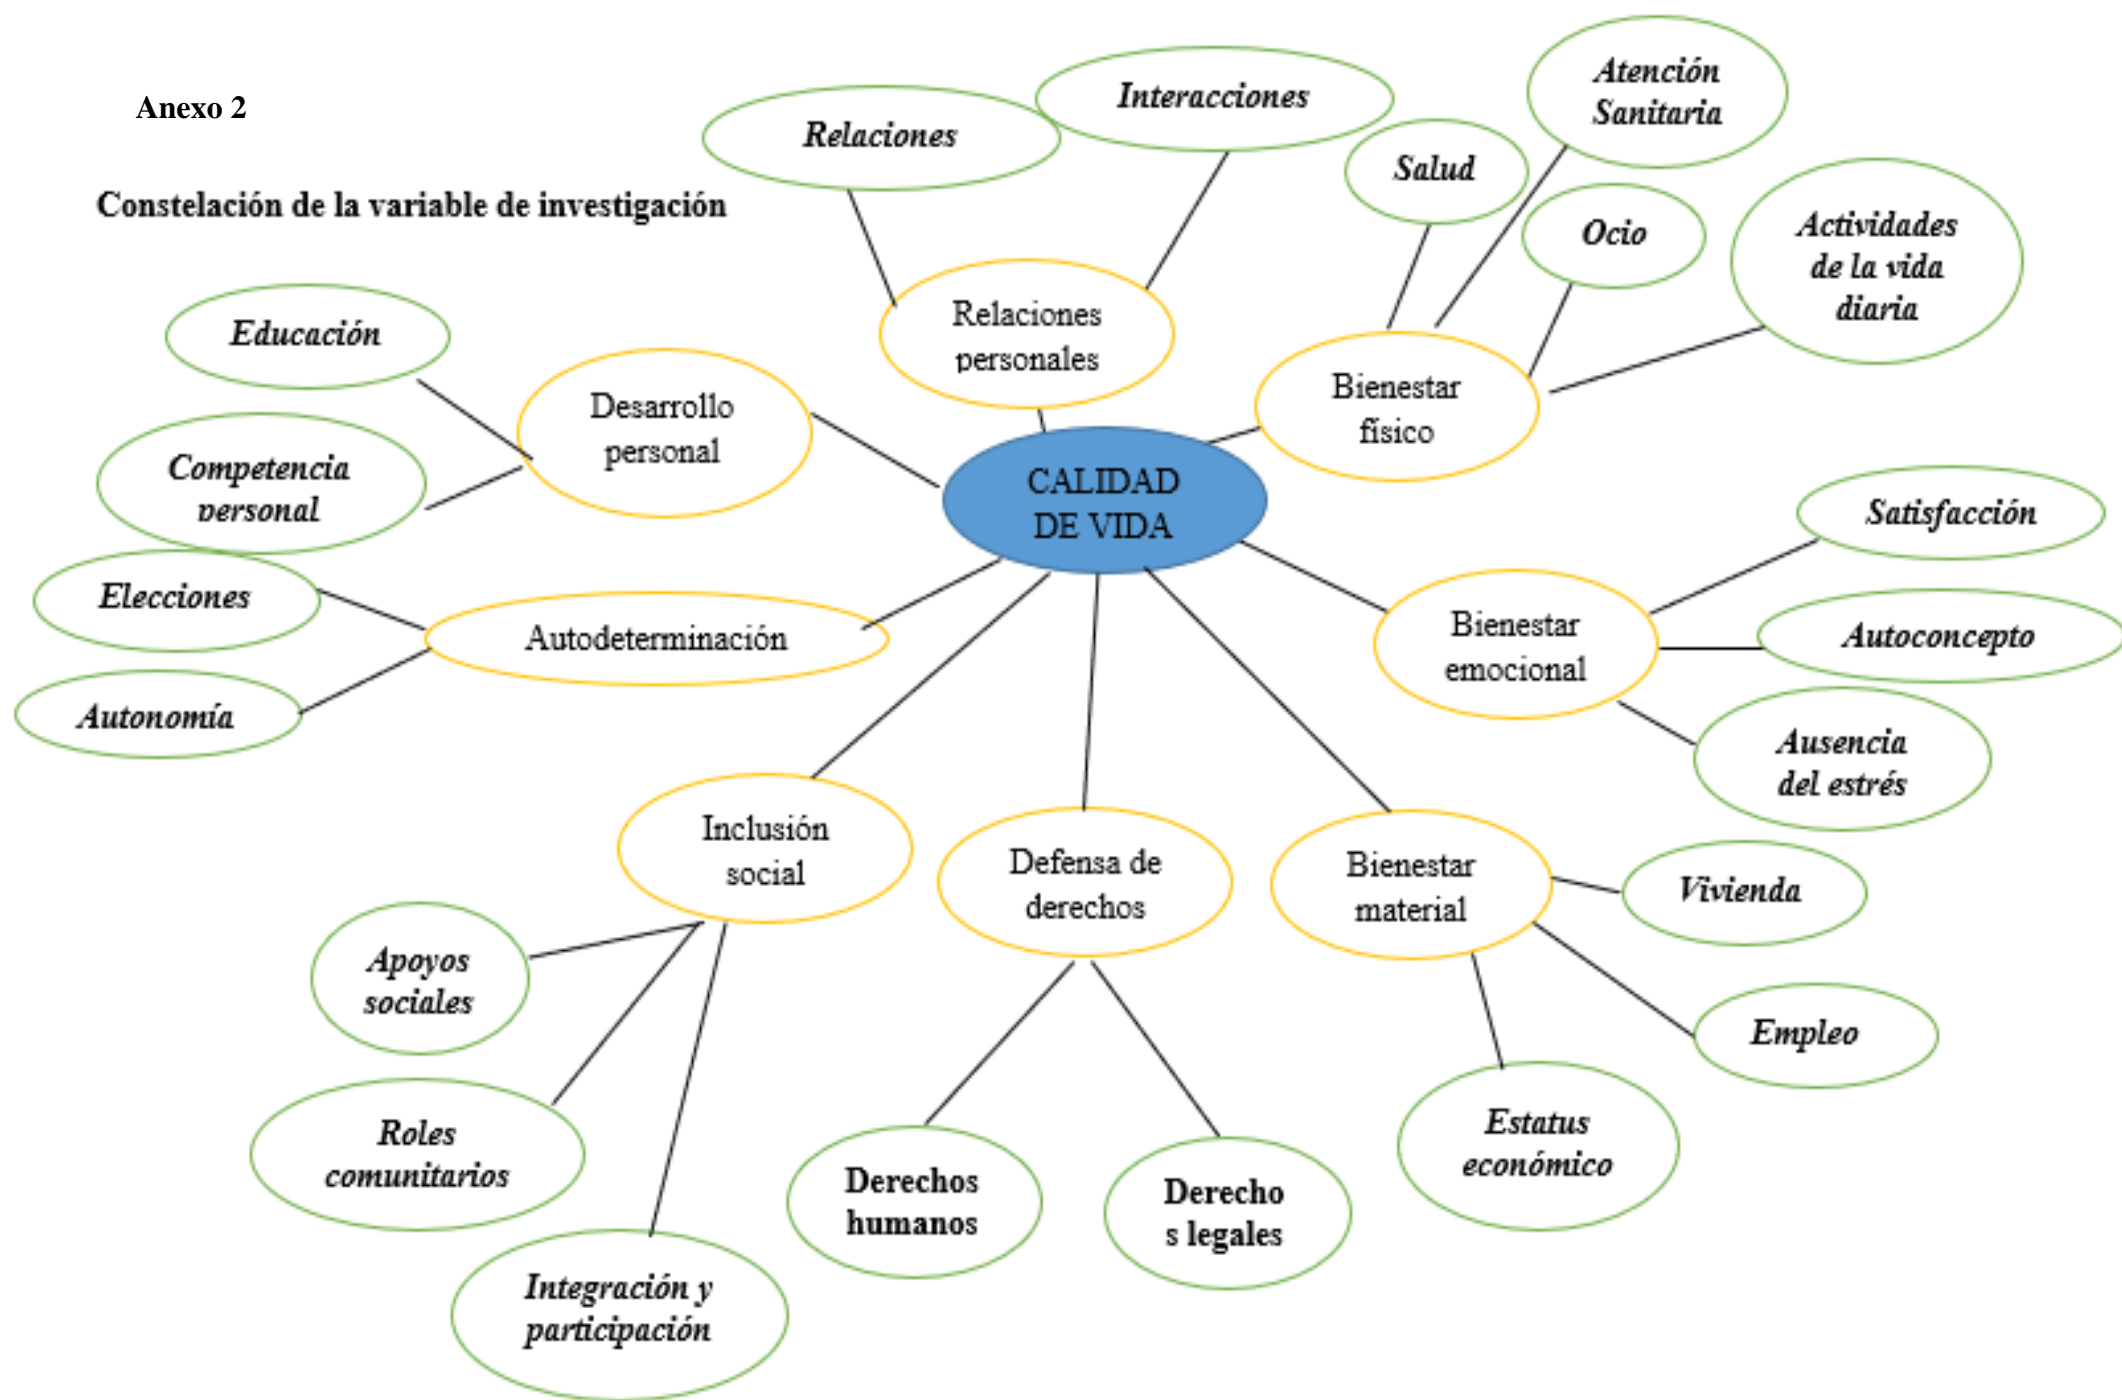 Anexo 2
Constelación de la variable de investigación
Relaciones
Interacciones
Salud
Atención
Sanitaria
Ocio
Actividades
de la vida
diaria
Relaciones
personales
Bienestar
físico
Educación
Desarrollo
personal
Competencia
personal
CALIDAD
DE VIDA
Satisfacción
Elecciones
Autodeterminación
Autonomía
Bienestar
emocional
Autoconcepto
Ausencia
del estrés
Inclusión
social
Defensa de
derechos
Bienestar
material
Vivienda
Empleo
Estatus
económico
Apoyos
sociales
Roles
comunitarios
Integración y
participación
Derechos
humanos
Derecho
s legales